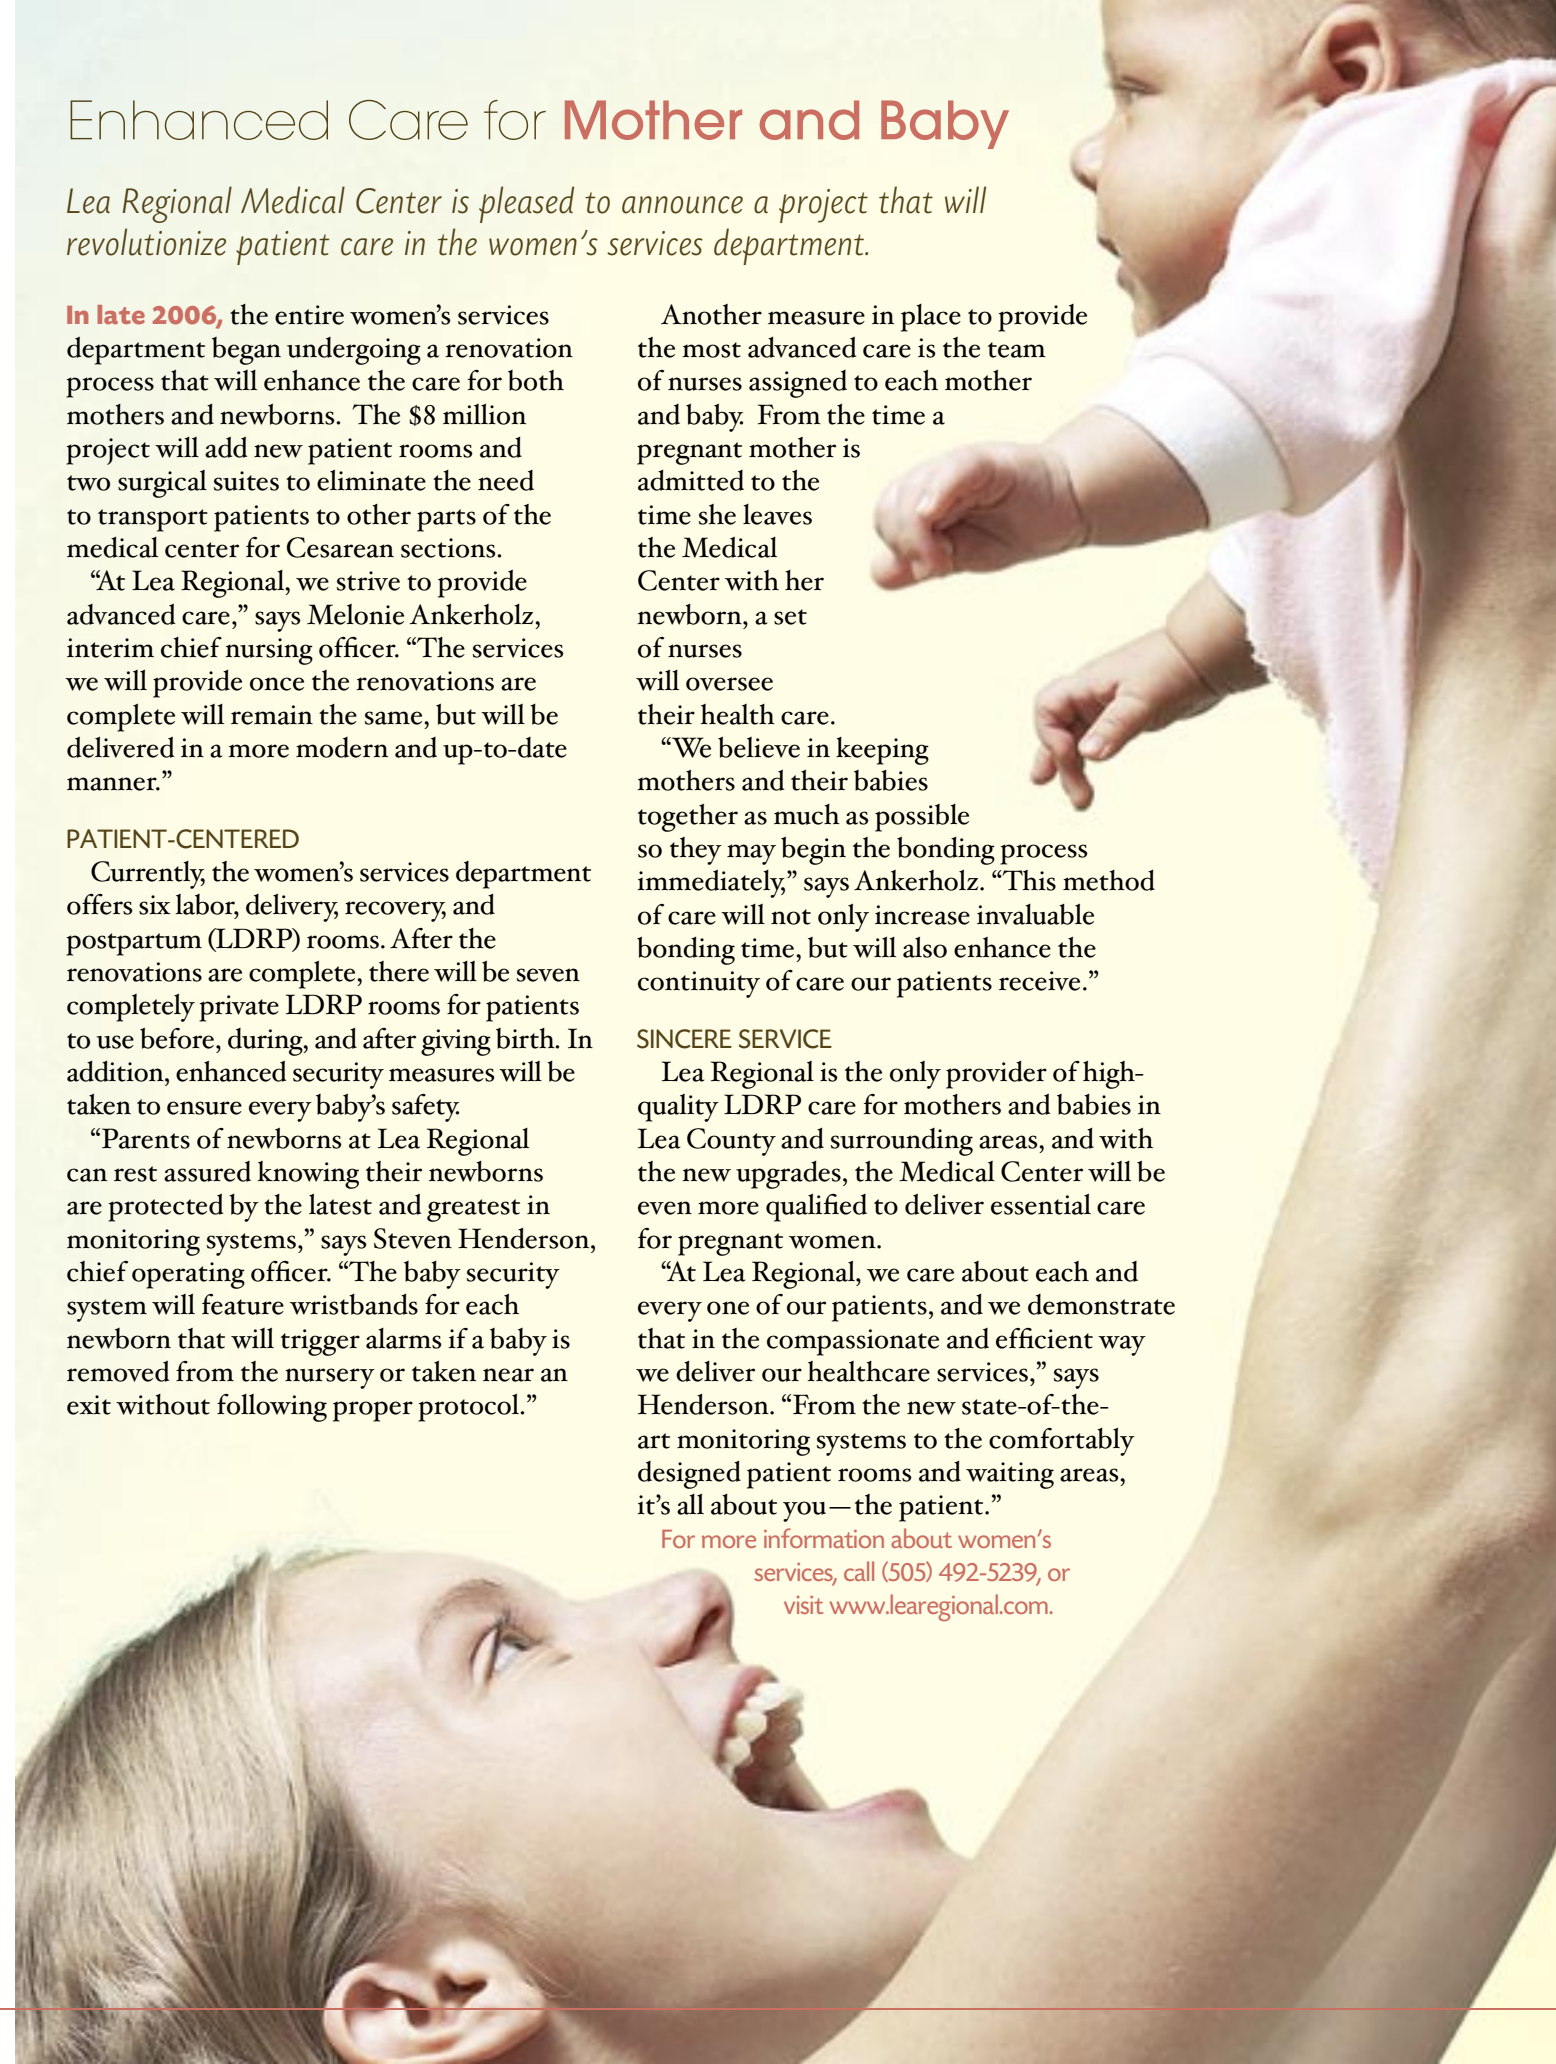 Enhanced Care for Mother and Baby
Lea Regional Medical Center is pleased to announce a project that will
revolutionize patient care in the women’s services department.
In late 2006, the entire women’s services
department began undergoing a renovation
process that will enhance the care for both
mothers and newborns. The $8 million
project will add new patient rooms and
two surgical suites to eliminate the need
to transport patients to other parts of the
medical center for Cesarean sections.
“At Lea Regional, we strive to provide
advanced care,” says Melonie Ankerholz,
interim chief nursing officer. “The services
we will provide once the renovations are
complete will remain the same, but will be
delivered in a more modern and up-to-date
manner.”
PATIENT-CENTERED
Currently, the women’s services department
offers six labor, delivery, recovery, and
postpartum (LDRP) rooms. After the
renovations are complete, there will be seven
completely private LDRP rooms for patients
to use before, during, and after giving birth. In
addition, enhanced security measures will be
taken to ensure every baby’s safety.
“Parents of newborns at Lea Regional
can rest assured knowing their newborns
are protected by the latest and greatest in
monitoring systems,” says Steven Henderson,
chief operating officer. “The baby security
system will feature wristbands for each
newborn that will trigger alarms if a baby is
removed from the nursery or taken near an
exit without following proper protocol.”
Another measure in place to provide
the most advanced care is the team
of nurses assigned to each mother
and baby. From the time a
pregnant mother is
admitted to the
time she leaves
the Medical
Center with her
newborn, a set
of nurses
will oversee
their health care.
“We believe in keeping
mothers and their babies
together as much as possible
so they may begin the bonding process
immediately,” says Ankerholz. “This method
of care will not only increase invaluable
bonding time, but will also enhance the
continuity of care our patients receive.”
SINCERE SERVICE
Lea Regional is the only provider of high-
quality LDRP care for mothers and babies in
Lea County and surrounding areas, and with
the new upgrades, the Medical Center will be
even more qualified to deliver essential care
for pregnant women.
“At Lea Regional, we care about each and
every one of our patients, and we demonstrate
that in the compassionate and efficient way
we deliver our healthcare services,” says
Henderson. “From the new state-of-the-
art monitoring systems to the comfortably
designed patient rooms and waiting areas,
it’s all about you—the patient.”
For more information about women’s
services, call (505) 492-5239, or
visit www.learegional.com.